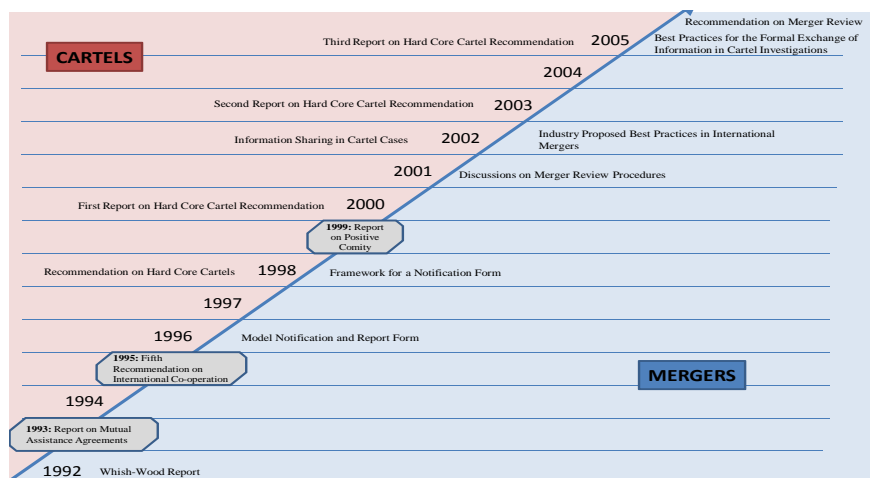 Recommendation on Merger Review
Third Report on Hard Core Cartel Recommendation 2005 Best Practices for the Formal Exchange of
Information in Cartel Investigations
CARTELS
2004
Second Report on Hard Core Cartel Recommendation 2003
Information Sharing in Cartel Cases 2002 Industry Proposed Best Practices in International
Mergers
2001 Discussions on Merger Review Procedures
First Report on Hard Core Cartel Recommendation 2000
1999: Report
on Positive
Comity
Recommendation on Hard Core Cartels 1998 Framework for a Notification Form
1997
1996 Model Notification and Report Form
1995: Fifth
Recommendation on
International Co-operation
MERGERS
1994
1993: Report on Mutual
Assistance Agreements
1992 Whish-Wood Report